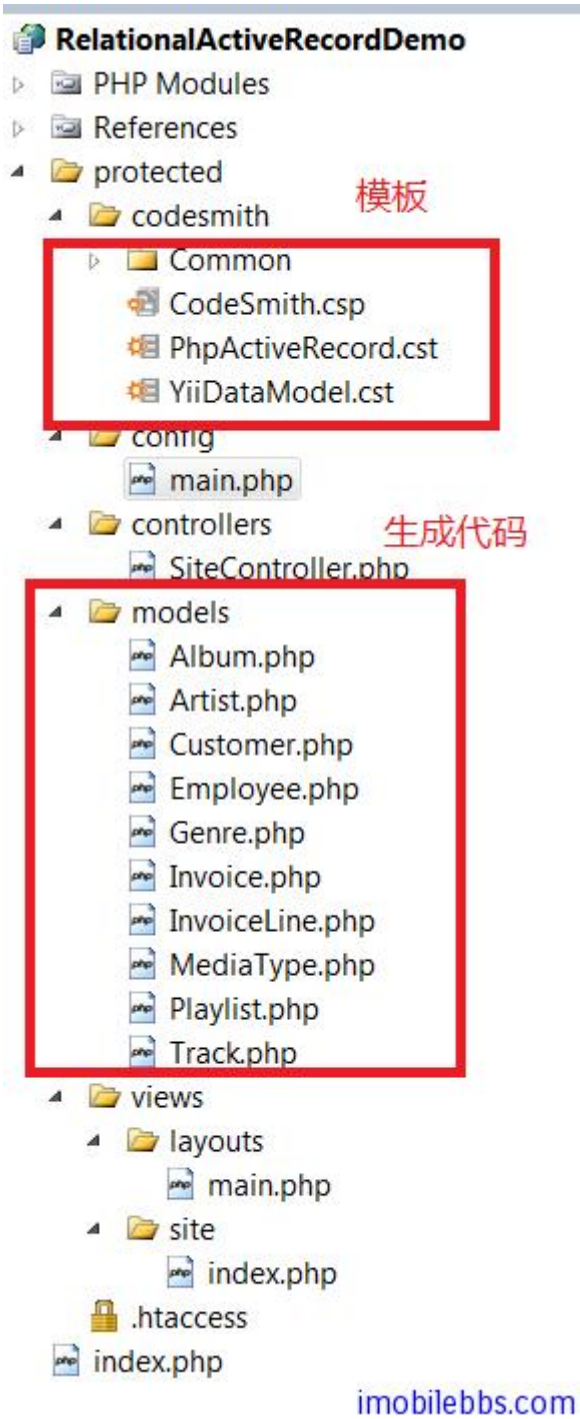 RelationalActiveRecordDemo
PHP Modules
References
protected
模板
codesmith
Common
CodeSmith.csp
PhpActiveRecord.cst
YiiDataModel.cst
config
main.php
controllers
生成代码
SiteController.php
models
Album.php
Artist.php
Customer.php
Employee.php
Genre.php
Invoice.php
InvoiceLine.php
MediaType.php
Playlist.php
Track.php
views
layouts
main.php
site
index.php
.htaccess
index.php
imobilebbs.com